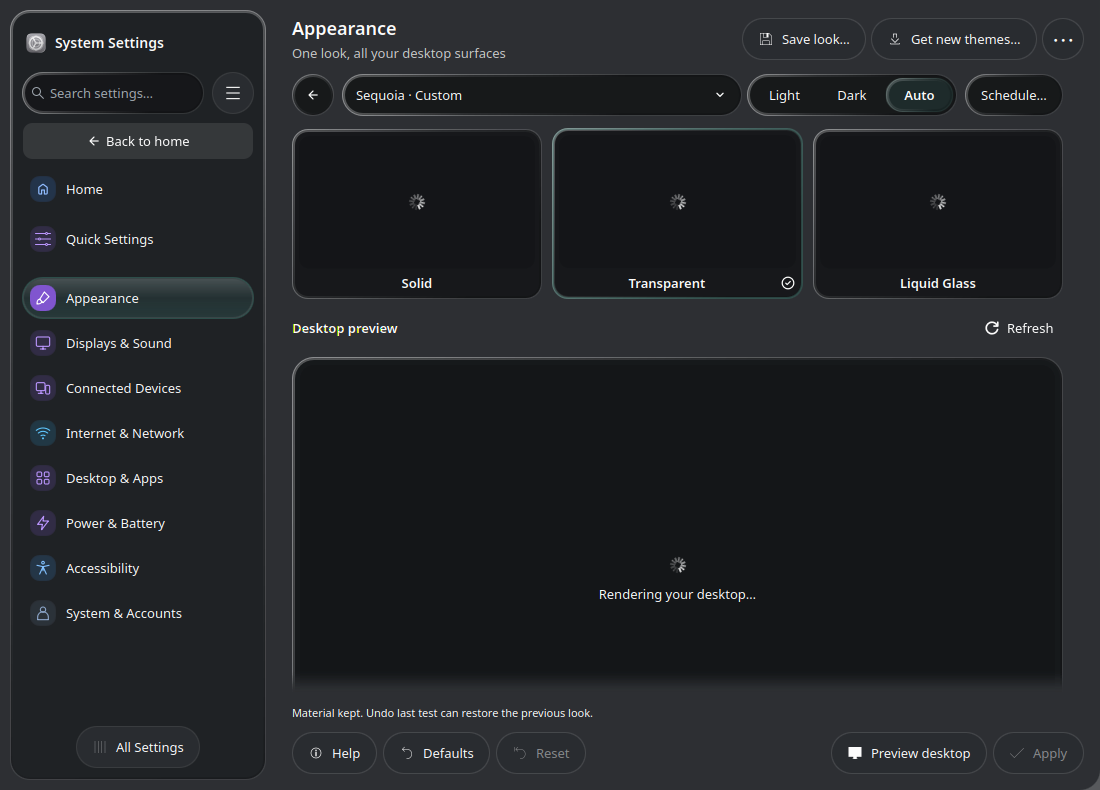 System Settings
Search settings...
Back to home
Home
Quick Settings
Appearance
Displays & Sound
Connected Devices
Internet & Network
Desktop & Apps
Power & Battery
Accessibility
System & Accounts
All Settings
Appearance
One look, all your desktop surfaces
Save look...
Get new themes...
Sequoia · Custom
Light
Dark
Auto
Schedule...
Solid
Transparent
Liquid Glass
Desktop preview
Refresh
Rendering your desktop...
Material kept. Undo last test can restore the previous look.
Help
Defaults
Reset
Preview desktop
Apply